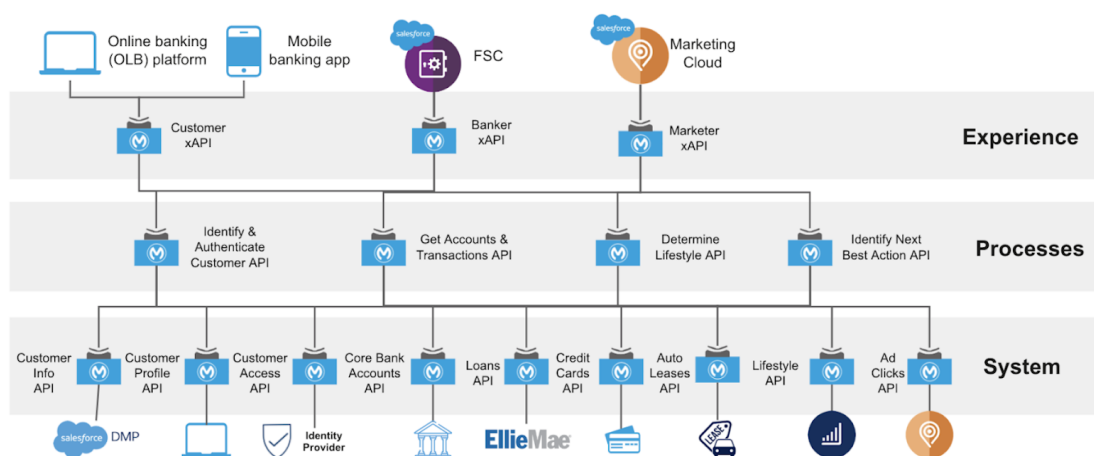 Online banking
(OLB) platform
Mobile
banking app
salesforce
FSC
salesforce
Marketing
Cloud
Customer
xAPI
Banker
xAPI
Marketer
xAPI
Experience
Identify &
Authenticate
Customer API
Get Accounts &
Transactions API
Determine
Lifestyle API
Identify Next
Best Action API
Processes
Customer
Info
API
Customer
Profile
API
Customer
Access
API
Core Bank
Accounts
API
Loans
API
Credit
Cards
API
Auto
Leases
API
Lifestyle
API
Ad
Clicks
API
System
salesforce
DMP
Identity
Provider
EllieMae
LEASE